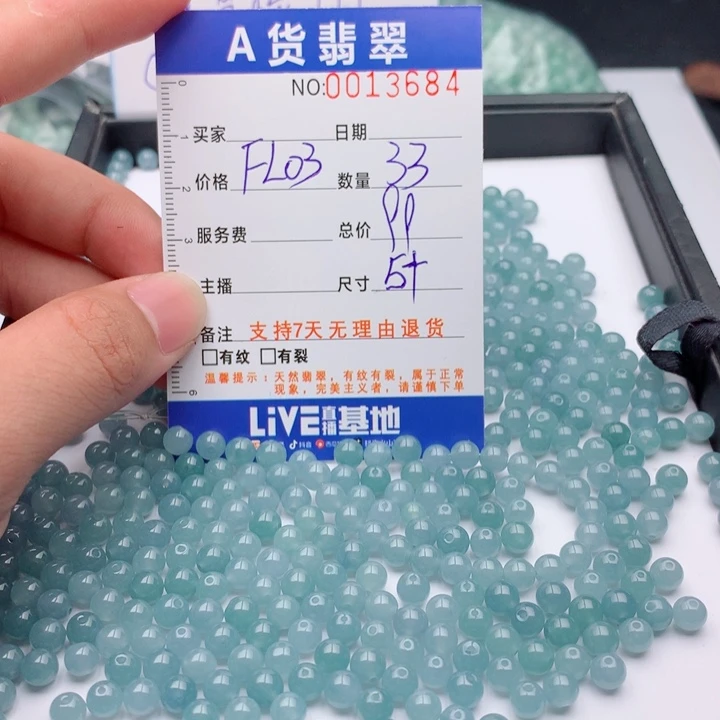 A货翡翠
NO:0013684
买家 日期
价格 FL03 数量 33
服务费 总价 PP
主播 尺寸 5+
备注 支持7天无理由退货
有纹 有裂
温馨提示：天然翡翠，有纹有裂，属于正常
现象，完美主义者，请谨慎下单
LiVE直播基地